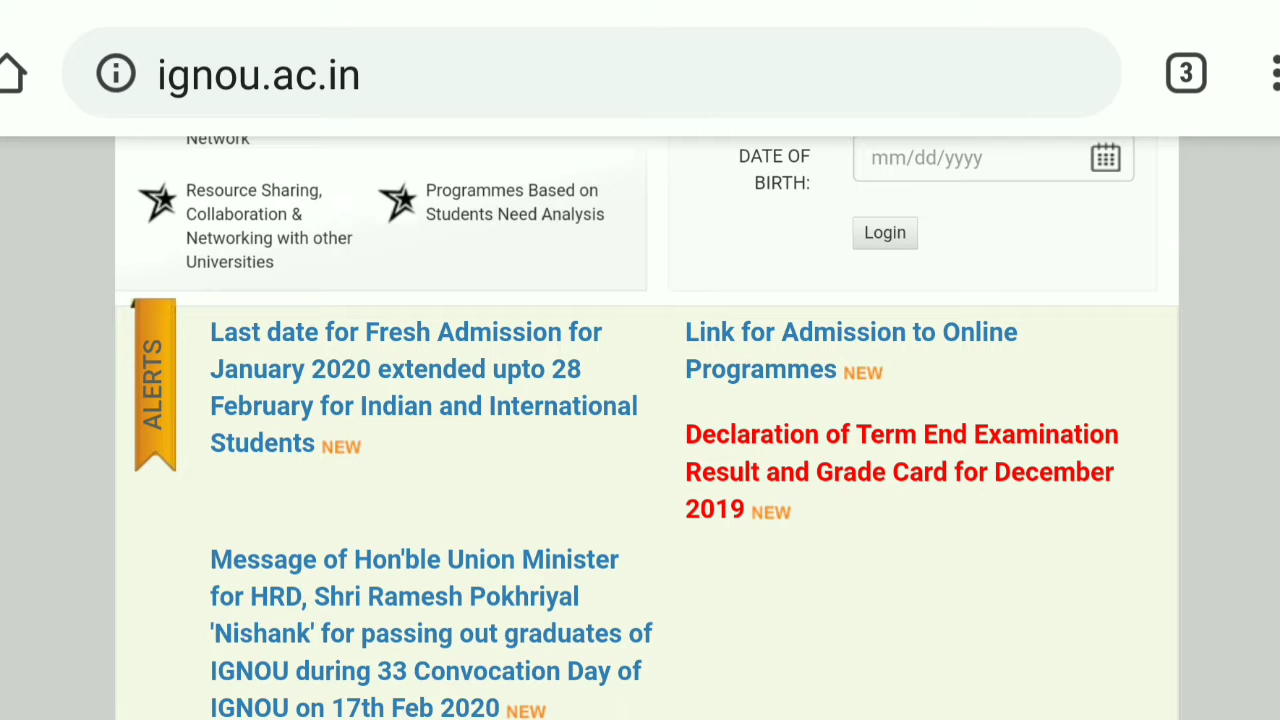 ignou.ac.in
3
Network
Resource Sharing,
Collaboration &
Networking with other
Universities
Programmes Based on
Students Need Analysis
DATE OF
BIRTH:
mm/dd/yyyy
Login
ALERTS
Last date for Fresh Admission for
January 2020 extended upto 28
February for Indian and International
Students NEW
Link for Admission to Online
Programmes NEW
Declaration of Term End Examination
Result and Grade Card for December
2019 NEW
Message of Hon'ble Union Minister
for HRD, Shri Ramesh Pokhriyal
'Nishank' for passing out graduates of
IGNOU during 33 Convocation Day of
IGNOU on 17th Feb 2020 NEW